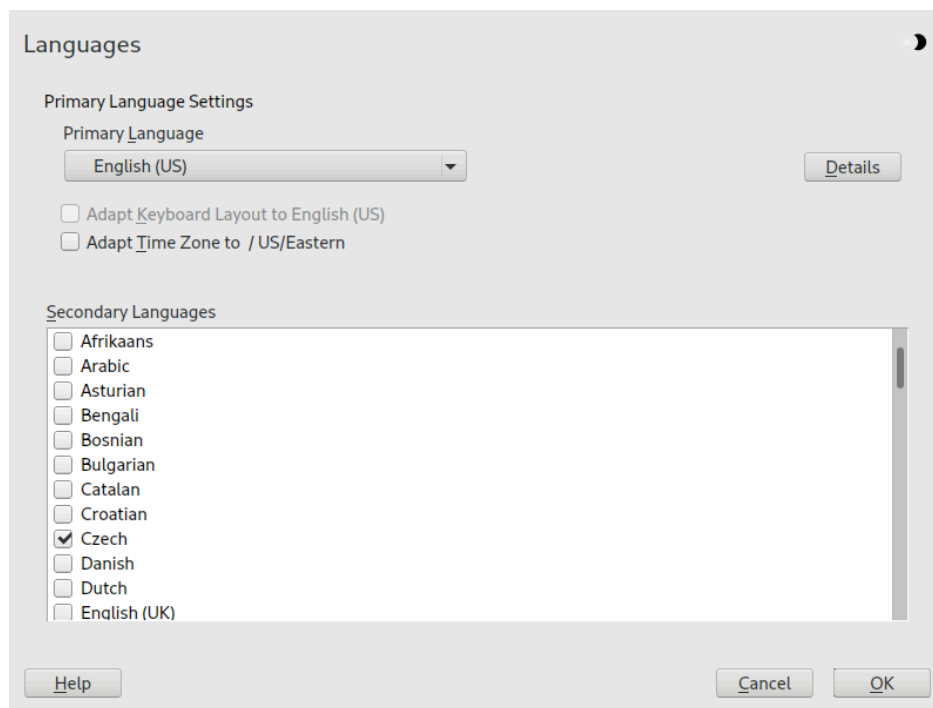 Languages
Primary Language Settings
Primary Language
English (US)
Details
Adapt Keyboard Layout to English (US)
Adapt Time Zone to / US/Eastern
Secondary Languages
Afrikaans
Arabic
Asturian
Bengali
Bosnian
Bulgarian
Catalan
Croatian
Czech
Danish
Dutch
English (UK)
Help
Cancel
OK